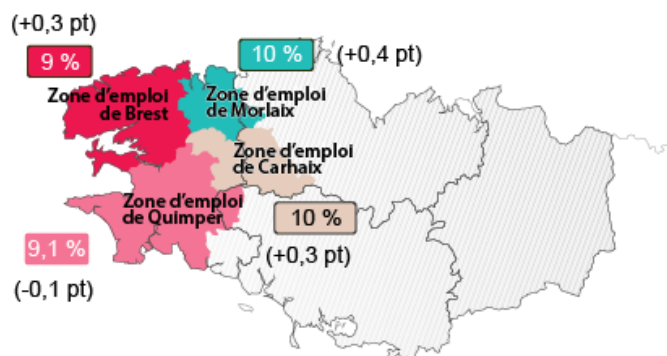 (+0,3 pt)
9 %
Zone d'emploi
de Brest
10 %
(+0,4 pt)
Zone d'emploi
de Morlaix
Zone d'emploi
de Carhaix
10 %
(+0,3 pt)
Zone d'emploi
de Quimper
9,1 %
(-0,1 pt)